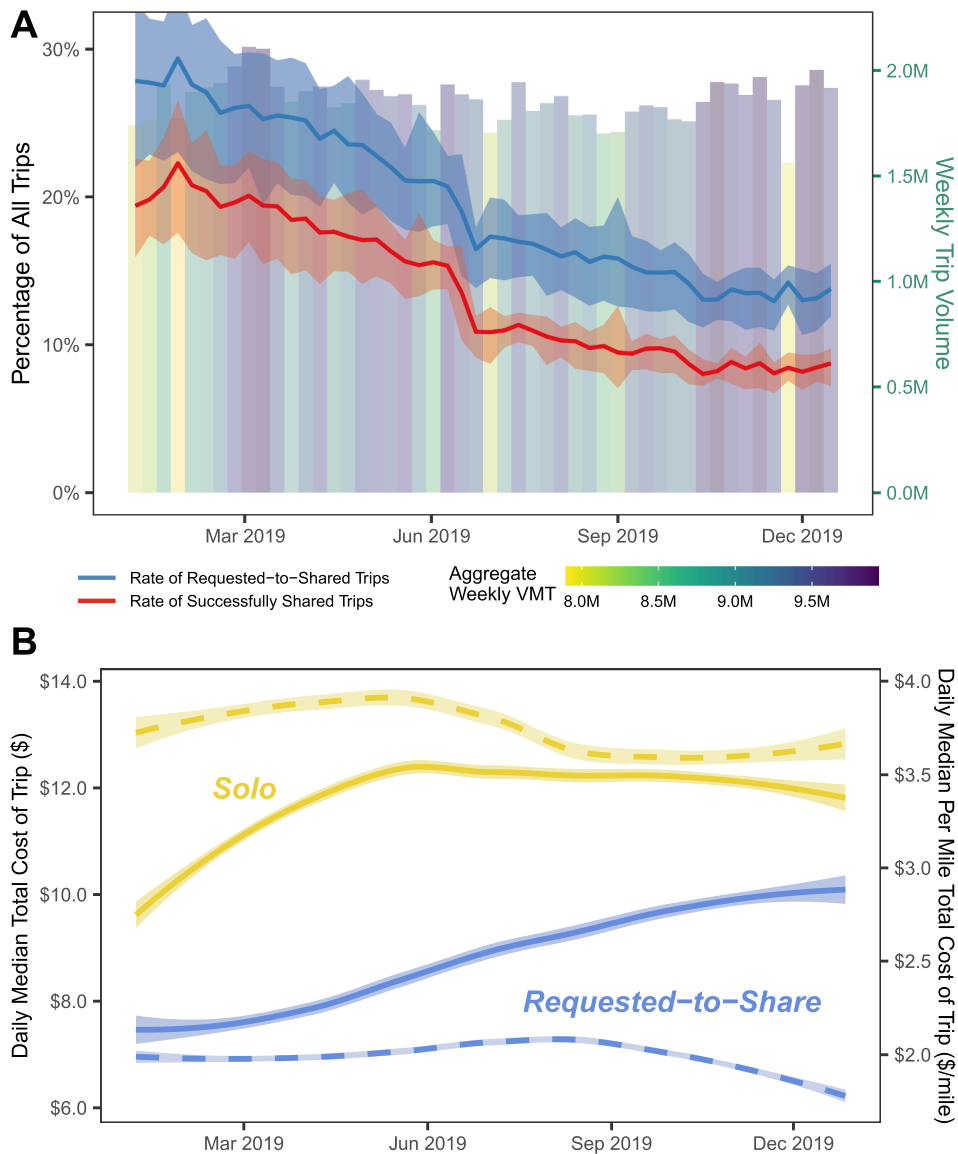 A
Percentage of All Trips
30%
20%
10%
0%
2.0M
1.5M
1.0M
0.5M
0.0M
Weekly Trip Volume
Mar 2019
Jun 2019
Sep 2019
Dec 2019
Rate of Requested−to−Shared Trips
Rate of Successfully Shared Trips
Aggregate
Weekly VMT
8.0M
8.5M
9.0M
9.5M
B
Daily Median Total Cost of Trip ($)
$14.0
$12.0
$10.0
$8.0
$6.0
Solo
Requested−to−Share
$4.0
$3.5
$3.0
$2.5
$2.0
Daily Median Per Mile Total Cost of Trip ($/mile)
Mar 2019
Jun 2019
Sep 2019
Dec 2019